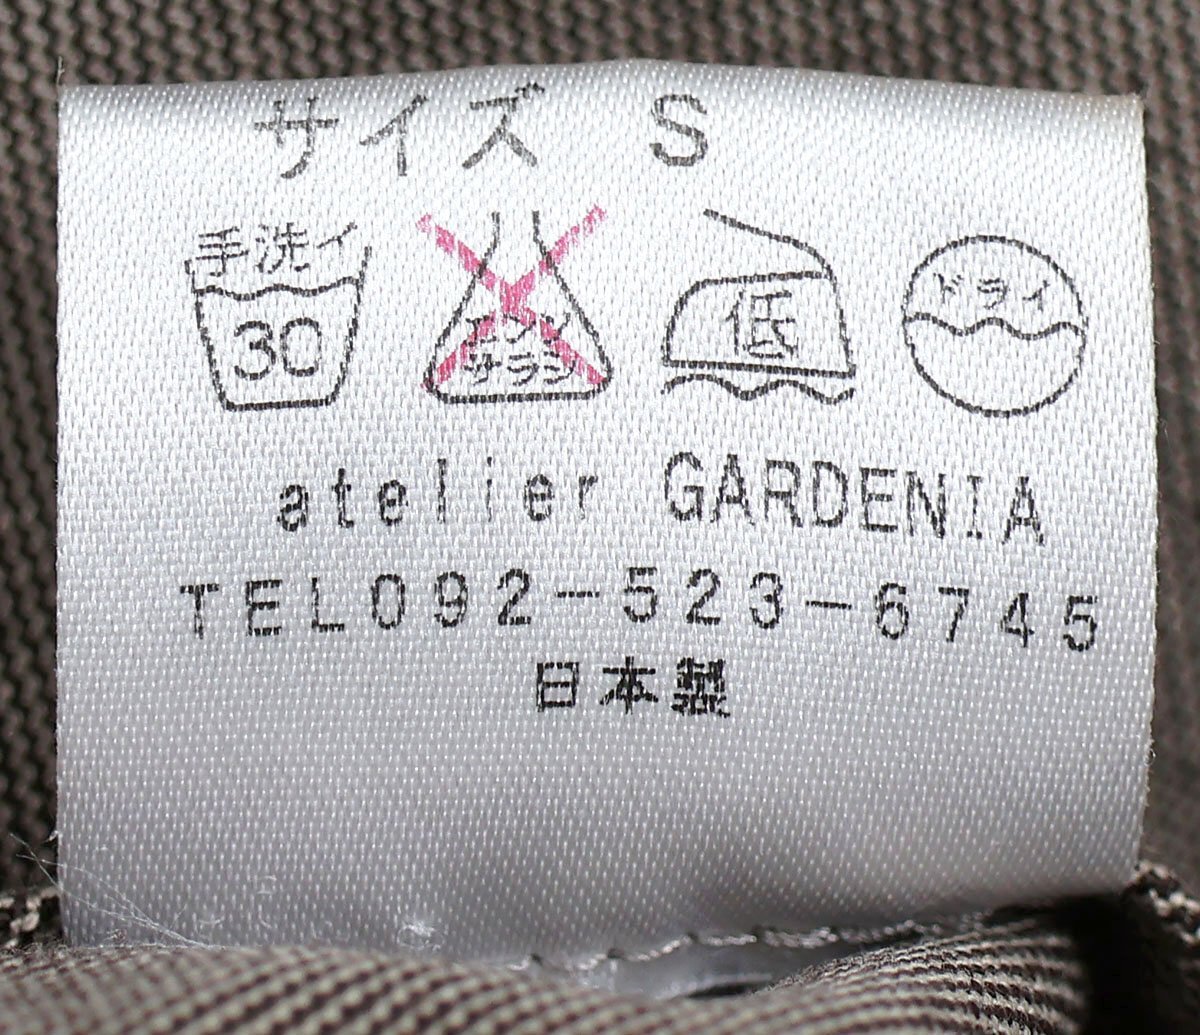 サイズ S
手洗イ
30
エンソ
サラシ
低
ドライ
atelier GARDENIA
TEL092-523-6745
日本製